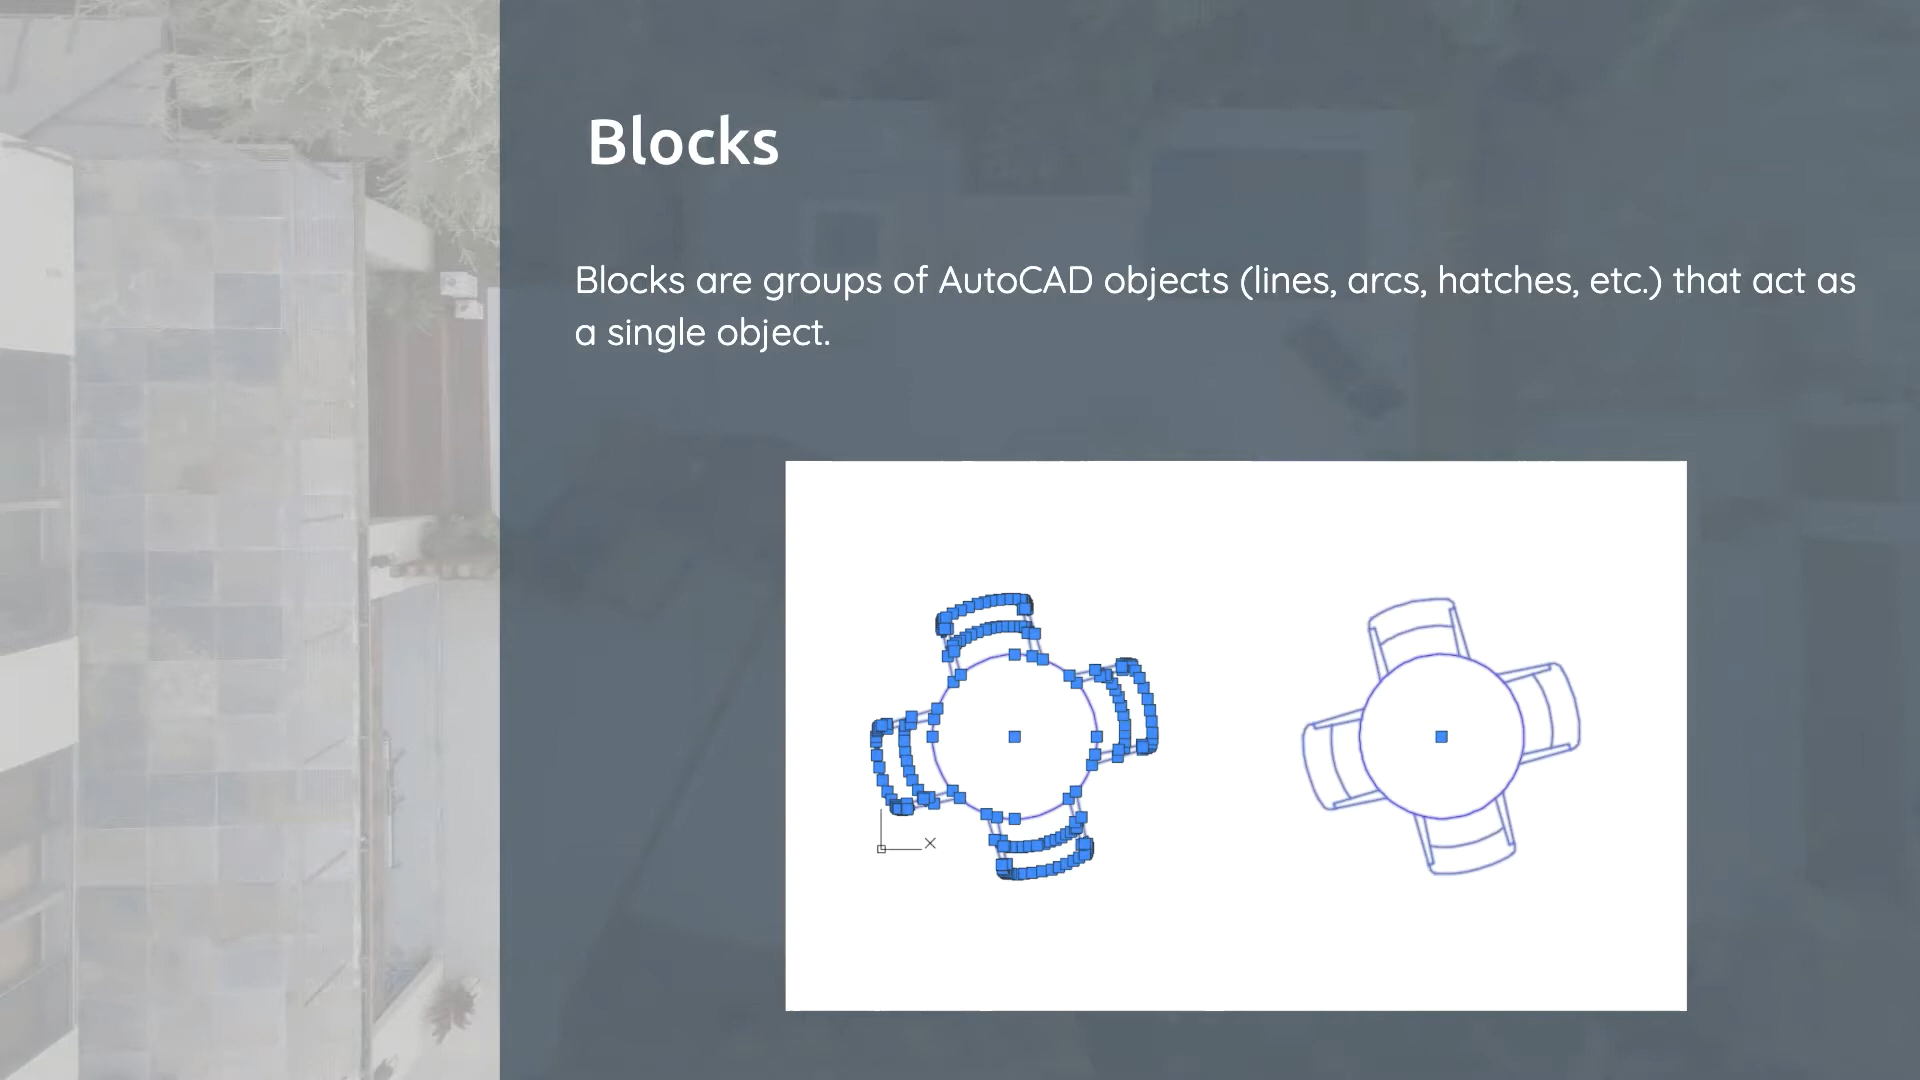 Blocks
Blocks are groups of AutoCAD objects (lines, arcs, hatches, etc.) that act as
a single object.